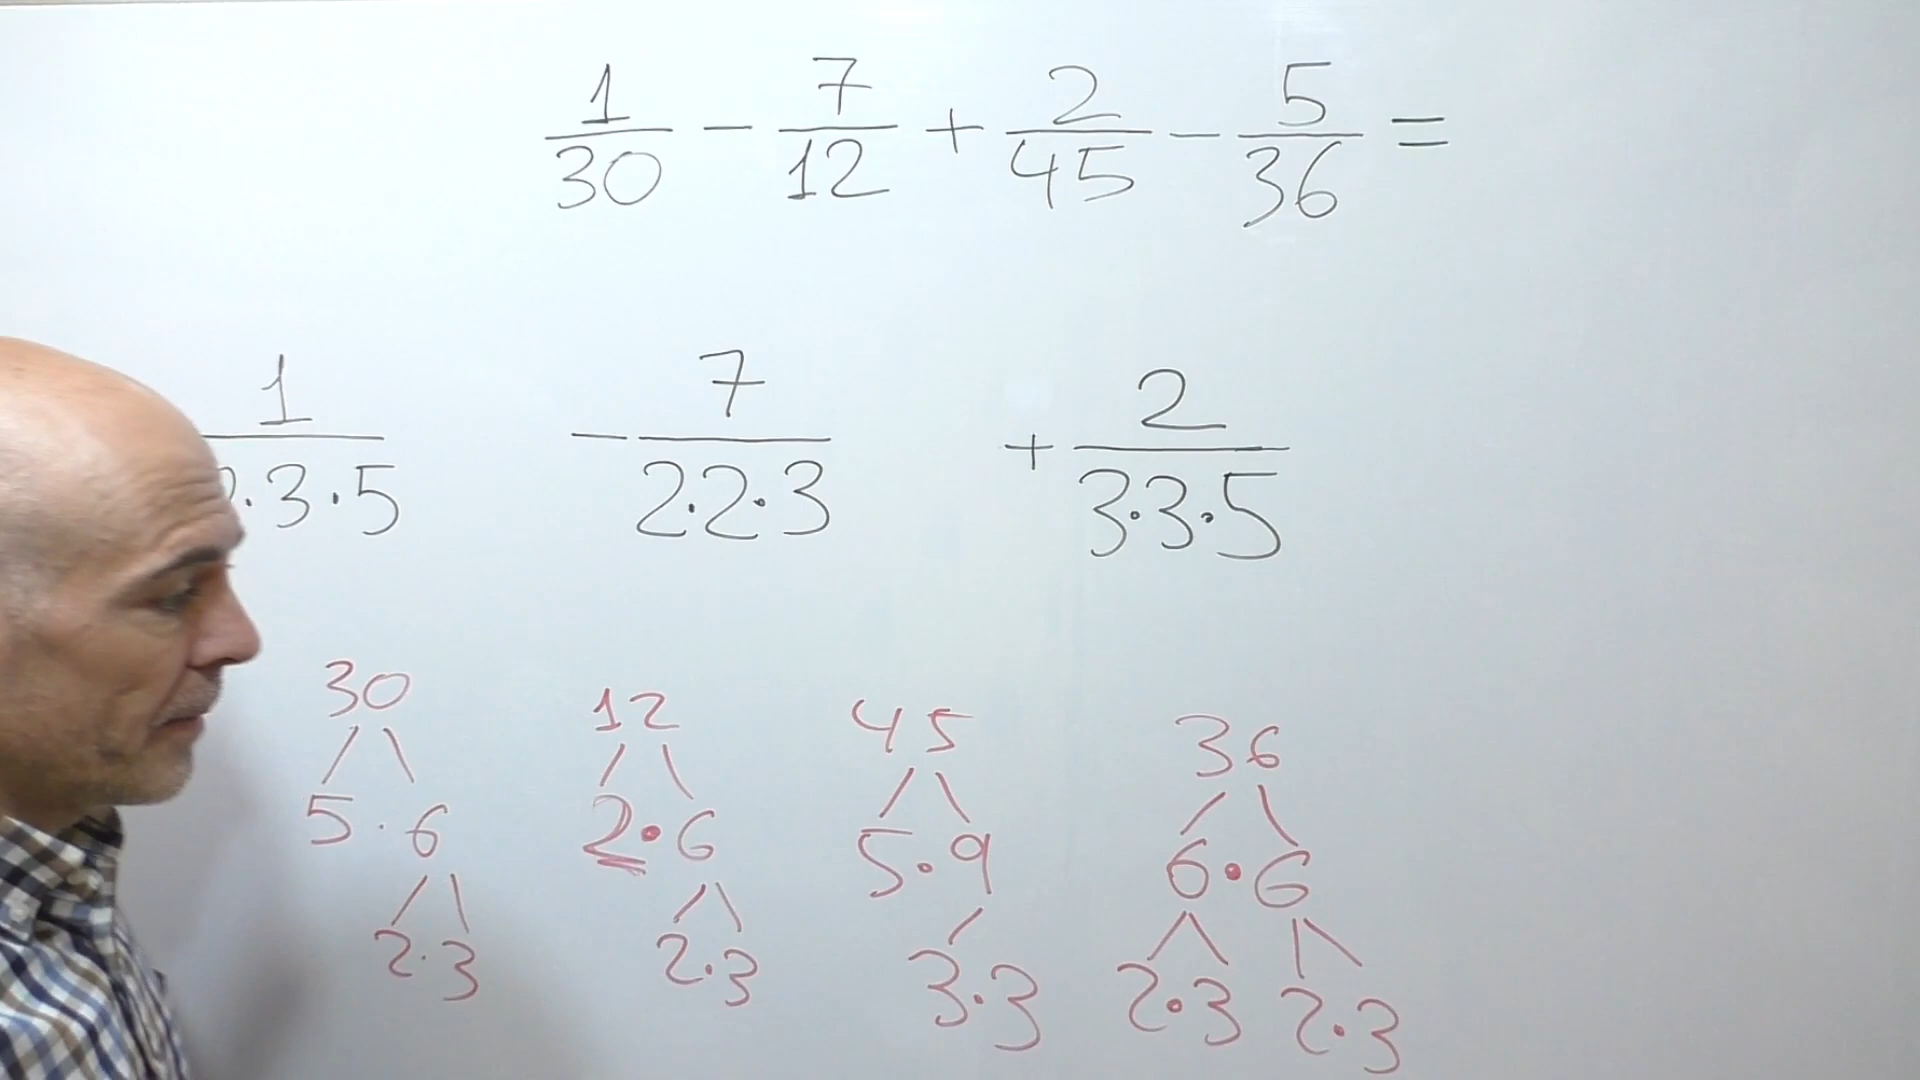 1/30 - 7/12 + 2/45 - 5/36 =
1/·3·5 - 7/2·2·3 + 2/3·3·5
30 12 45 36
5·6 2·6 5·9 6·6
2·3 2·3 3·3 2·3 2·3